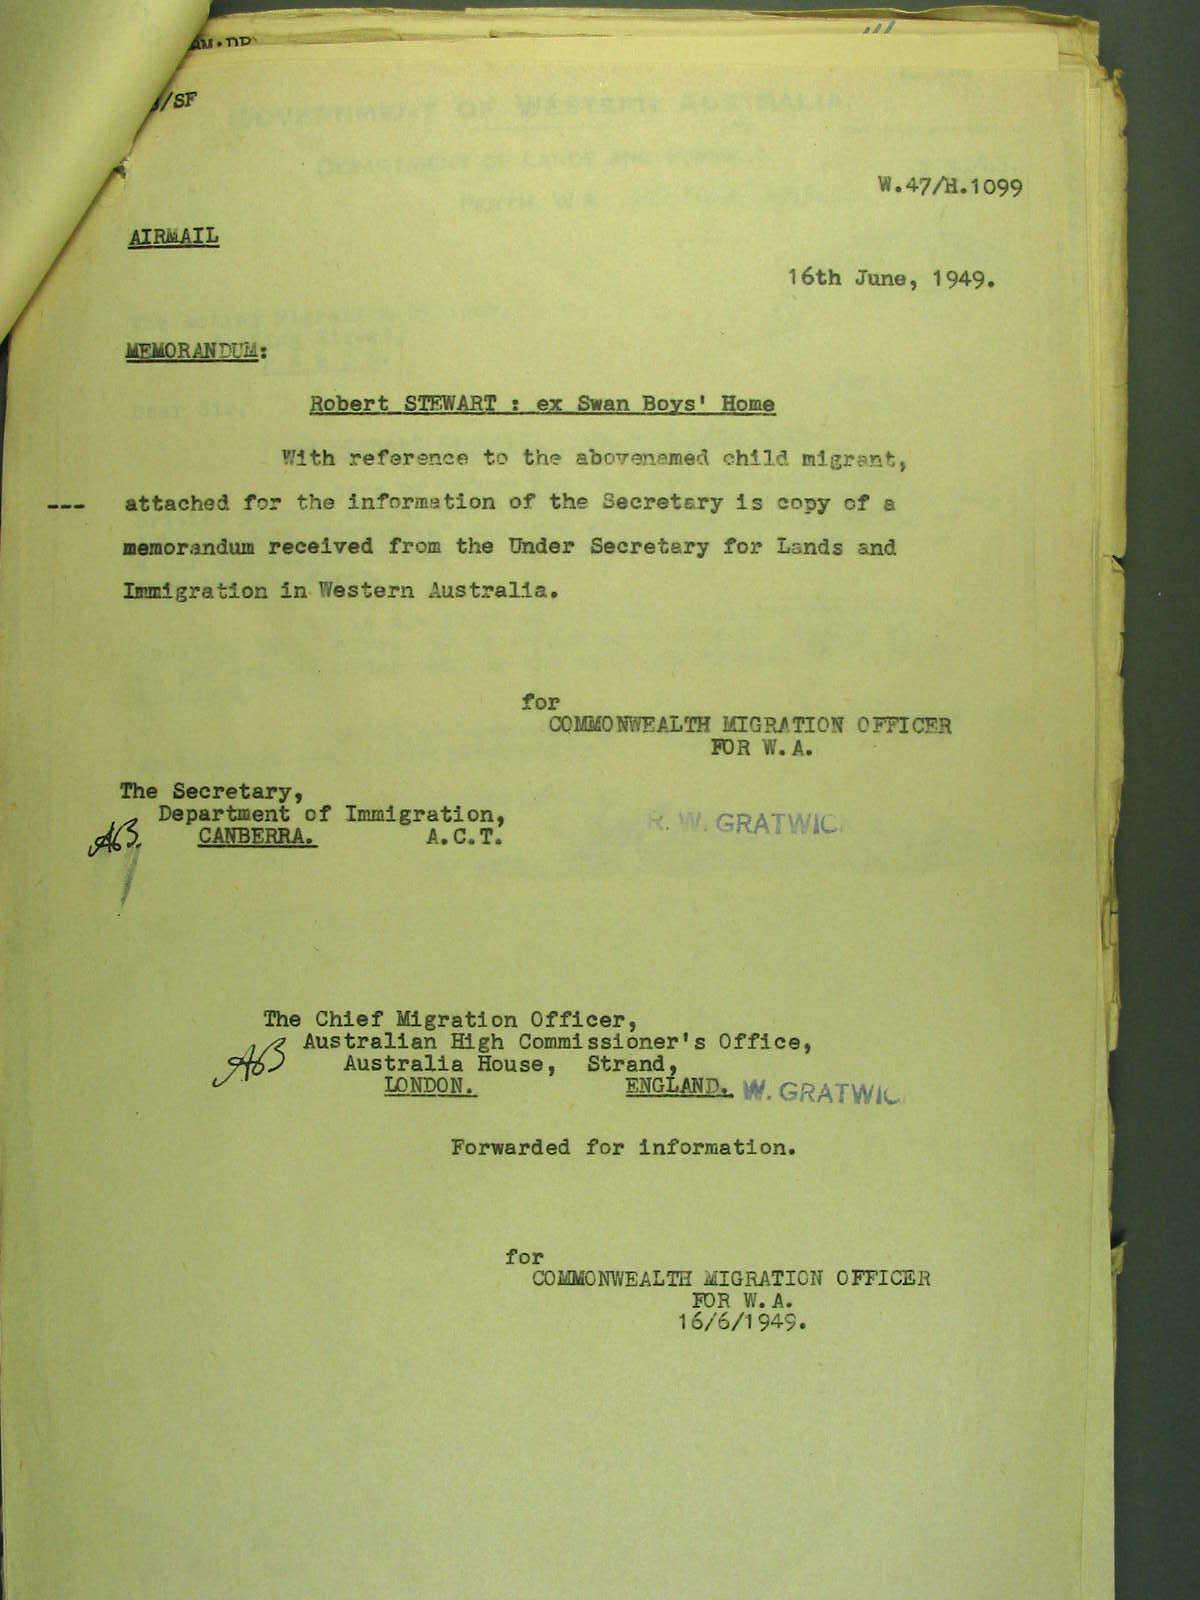 /SF
W.47/H.1099
AIRMAIL
16th June, 1949.
MEMORANDUM:
Robert STEWART : ex Swan Boys' Home
With reference to the abovenamed child migrant,
--- attached for the information of the Secretary is copy of a
memorandum received from the Under Secretary for Lands and
Immigration in Western Australia.
for
COMMONWEALTH MIGRATION OFFICER
FOR W.A.
The Secretary,
Department of Immigration,
CANBERRA. A.C.T.
AB.
R. W. GRATWIC
The Chief Migration Officer,
Australian High Commissioner's Office,
Australia House, Strand,
LONDON. ENGLAND.
AB
W. GRATWIC
Forwarded for information.
for
COMMONWEALTH MIGRATION OFFICER
FOR W.A.
16/6/1949.